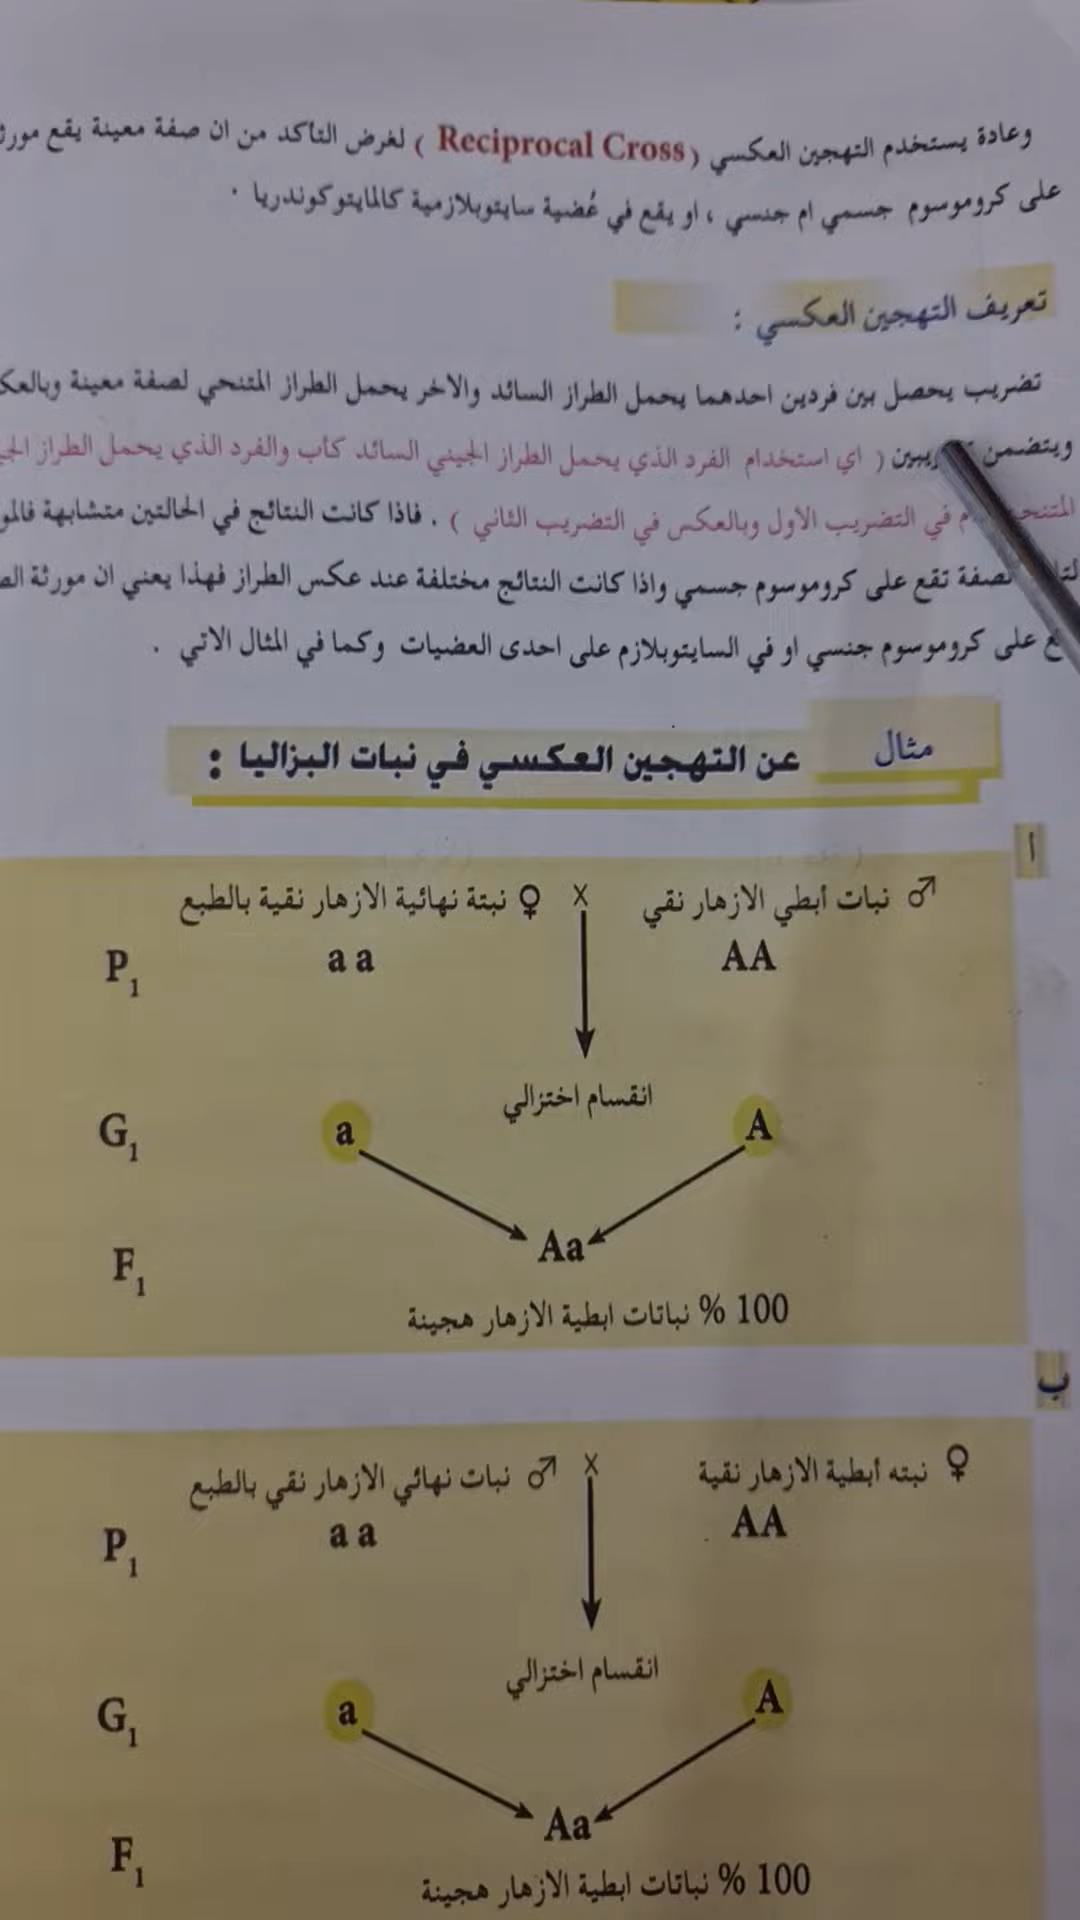 وعادة يستخدم التهجين العكسي (Reciprocal Cross) لغرض التأكد من ان صفة معينة يقع
على كروموسوم جسمي ام جنسي ، او يقع في عُضية سايتوبلازمية كالمايتوكوندريا .
تعريف التهجين العكسي :
تضريب يحصل بين فردين احدهما يحمل الطراز السائد والاخر يحمل الطراز المتنحي لصفة معينة
ويتضمن ( اي استخدام الفرد الذي يحمل الطراز الجيني السائد كأب والفرد الذي يحمل الطراز
في التضريب الأول وبالعكس في التضريب الثاني ) . فاذا كانت النتائج في الحالتين متشابهة
تقع على كروموسوم جسمي واذا كانت النتائج مختلفة عند عكس الطراز فهذا يعني ان مورثة
على كروموسوم جنسي او في السايتوبلازم على احدى العضيات وكما في المثال الاتي .
مثال عن التهجين العكسي في نبات البزاليا :
أ
♂ نبات أبطي الازهار نقي X ♀ نبتة نهائية الازهار نقية بالطبع
P1 a a AA
انقسام اختزالي
G1 a A
F1 Aa
100 % نباتات ابطية الازهار هجينة
ب
♀ نبته أبطية الازهار نقية X ♂ نبات نهائي الازهار نقي بالطبع
P1 a a AA
انقسام اختزالي
G1 a A
F1 Aa
100 % نباتات ابطية الازهار هجينة